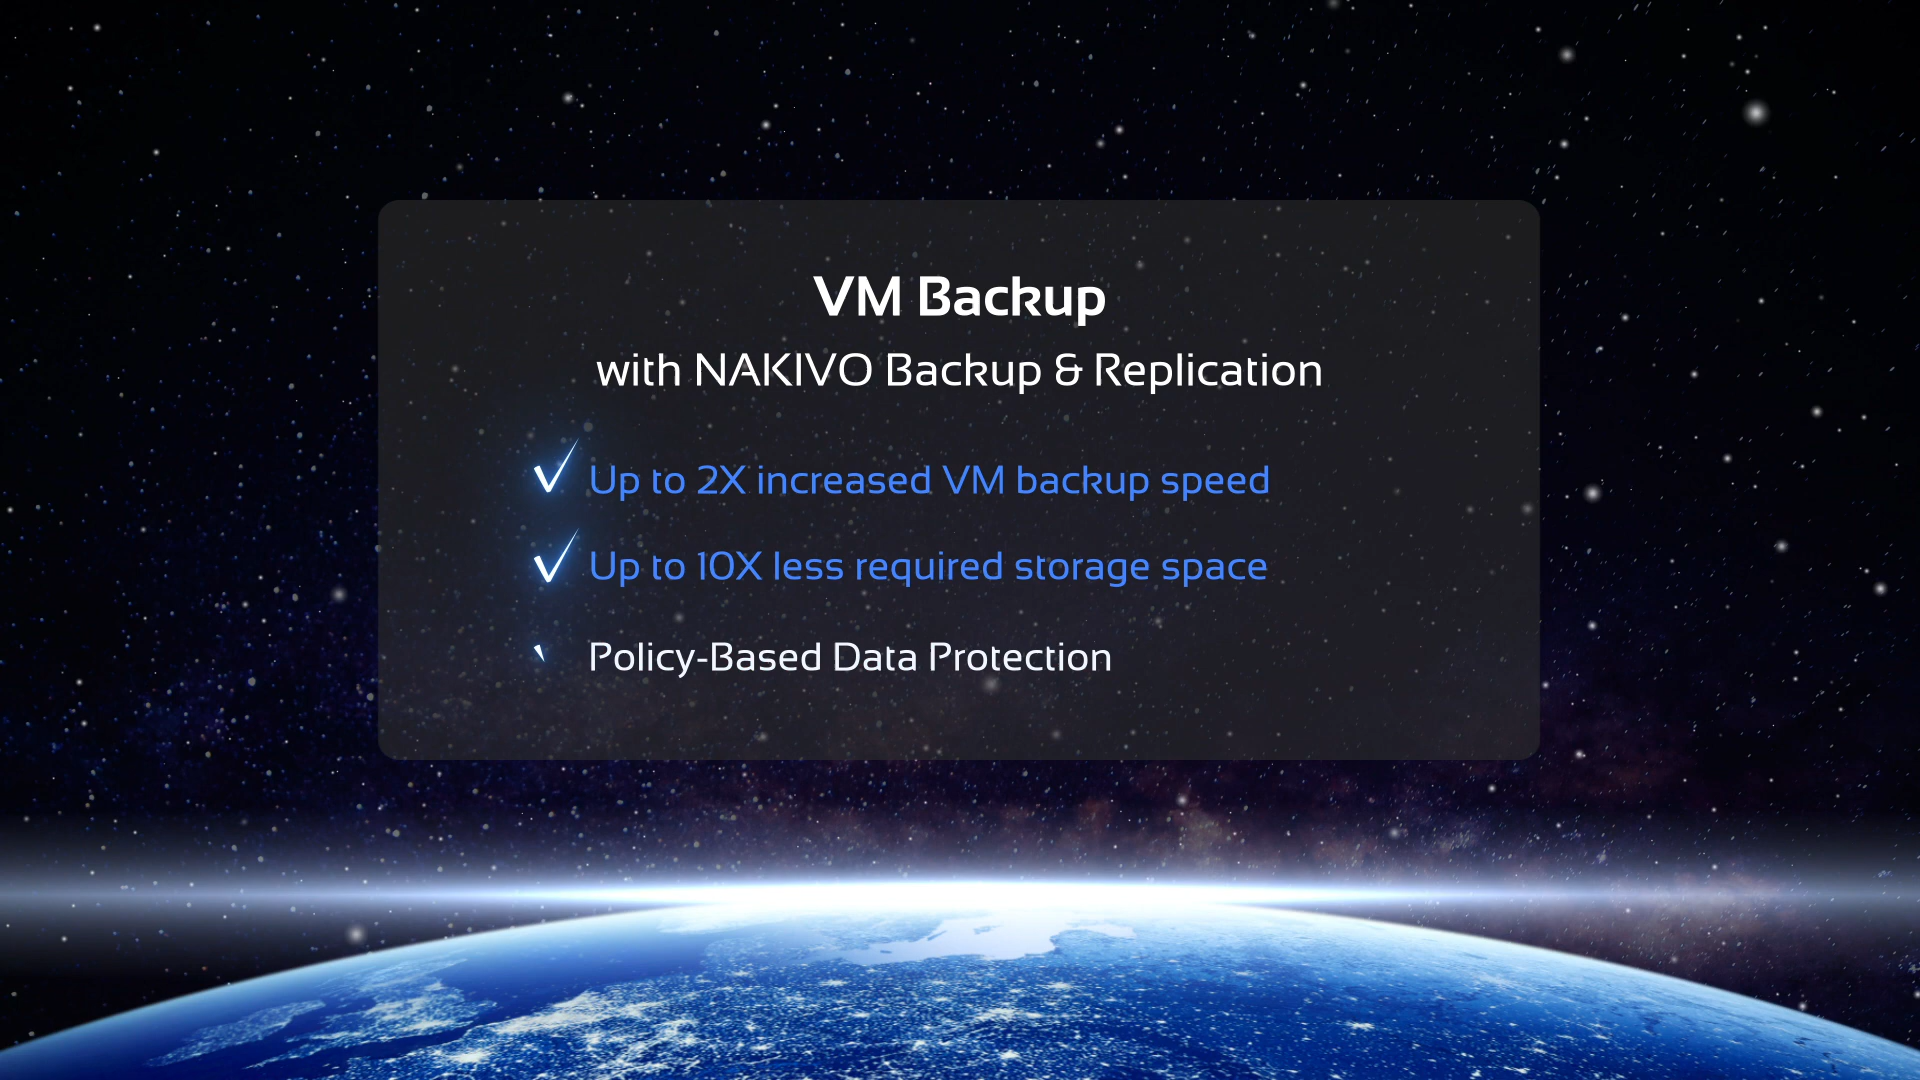 VM Backup
with NAKIVO Backup & Replication
Up to 2X increased VM backup speed
Up to 10X less required storage space
Policy-Based Data Protection